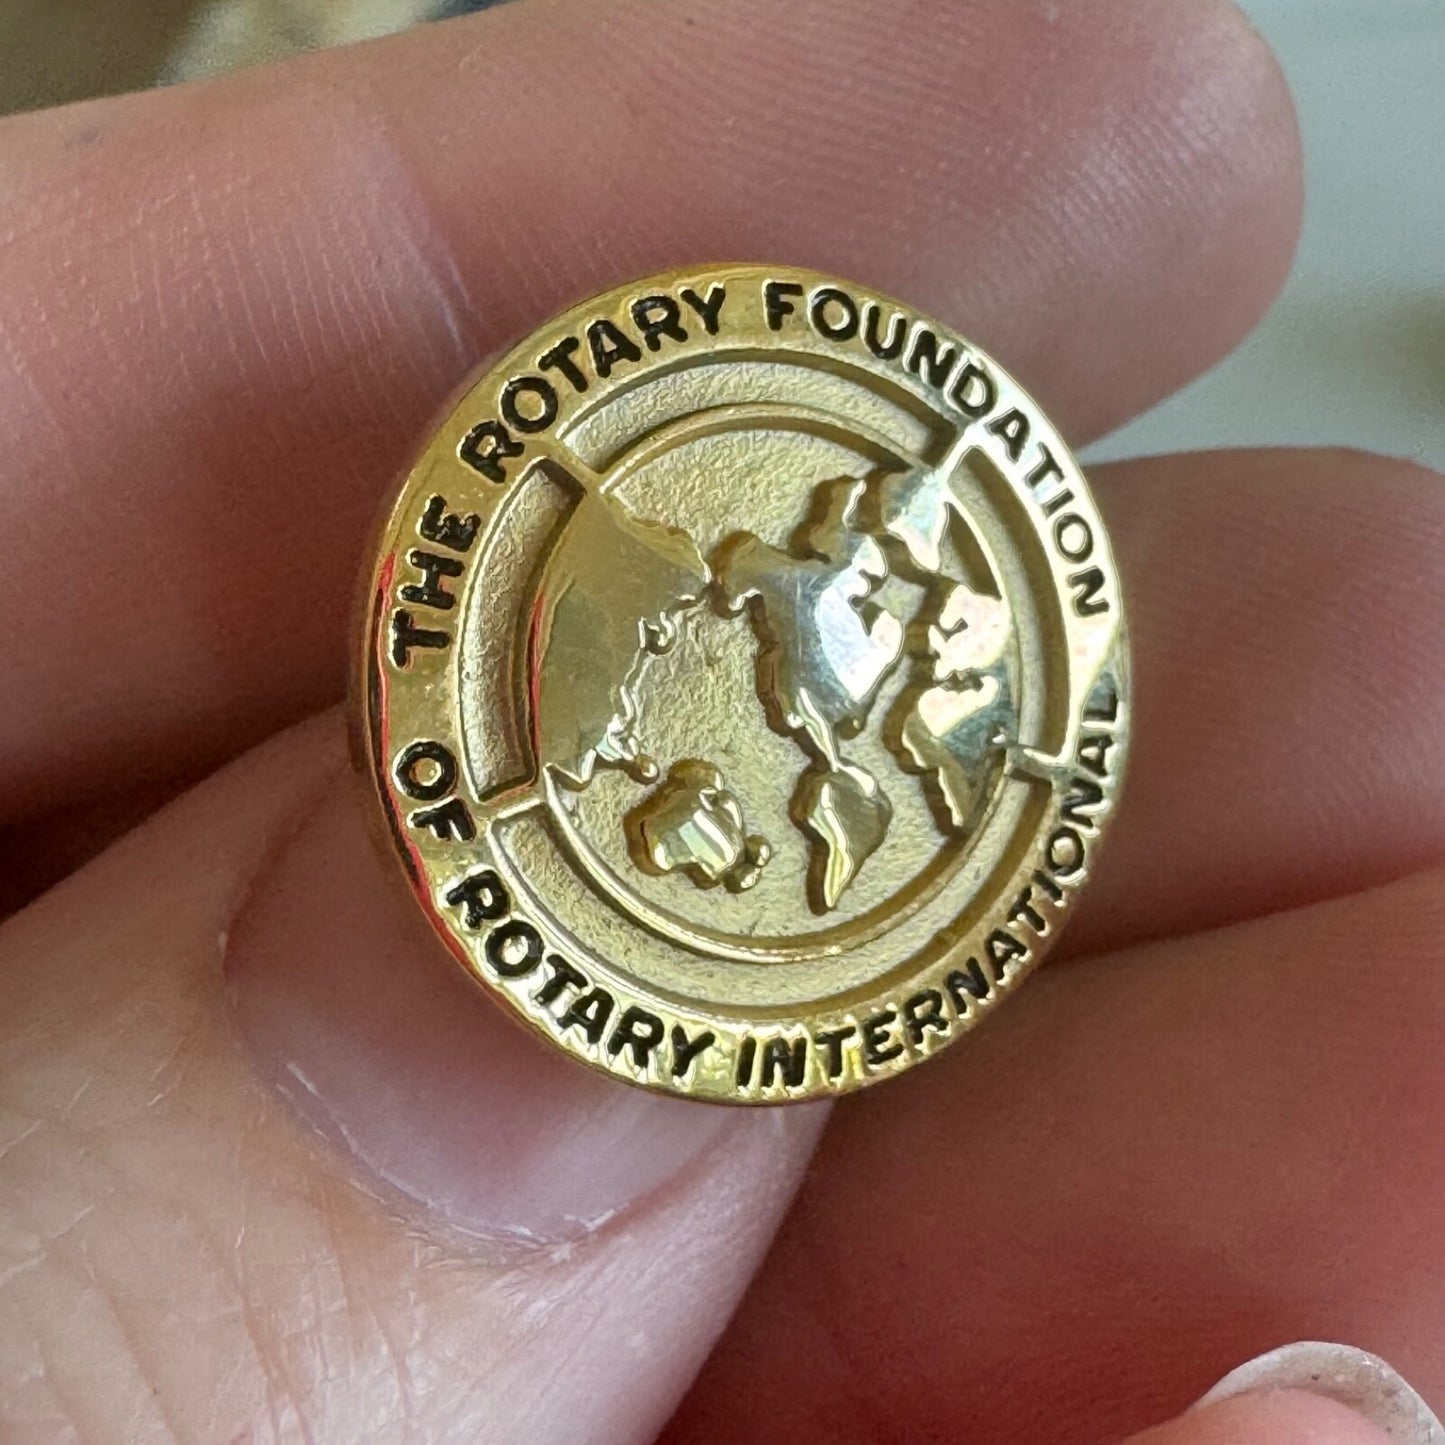 THE ROTARY FOUNDATION
OF ROTARY INTERNATIONAL